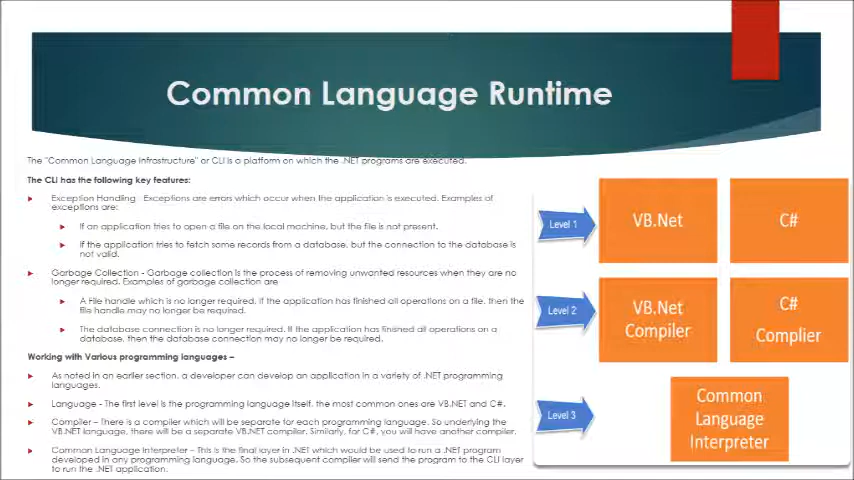 Common Language Runtime
The "Common Language Infrastructure" or CLI is a platform on which the .NET programs are executed.
The CLI has the following key features:
Exception Handling - Exceptions are errors which occur when the application is executed. Examples of
exceptions are:
If an application tries to open a file on the local machine, but the file is not present.
If the application tries to fetch some records from a database, but the connection to the database is
not valid.
Garbage Collection - Garbage collection is the process of removing unwanted resources when they are no
longer required. Examples of garbage collection are
A File handle which is no longer required. If the application has finished all operations on a file, then the
file handle may no longer be required.
The database connection is no longer required. If the application has finished all operations on a
database, then the database connection may no longer be required.
Working with Various programming languages –
As noted in an earlier section, a developer can develop an application in a variety of .NET programming
languages.
Language - The first level is the programming language itself, the most common ones are VB.NET and C#.
Compiler – There is a compiler which will be separate for each programming language. So underlying the
VB.NET language, there will be a separate VB.NET compiler. Similarly, for C#, you will have another compiler.
Common Language Interpreter – This is the final layer in .NET which would be used to run a .NET program
developed in any programming language. So the subsequent compiler will send the program to the CLI layer
to run the .NET application.
Level 1
VB.Net
C#
Level 2
VB.Net
Compiler
C#
Complier
Level 3
Common
Language
Interpreter